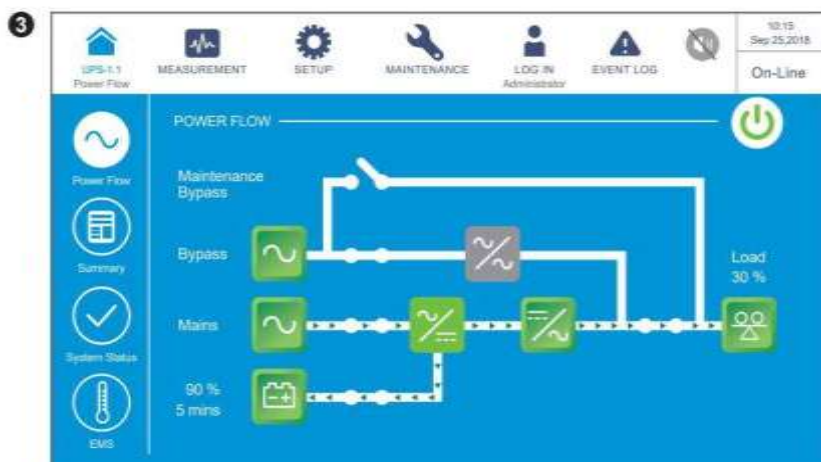 3
UPS-1.1
Power Flow
MEASUREMENT
SETUP
MAINTENANCE
LOG IN
Administrator
EVENT LOG
10:15
Sep 25,2018
On-Line
POWER FLOW
Power Flow
Summary
System Status
EMS
Maintenance
Bypass
Bypass
Mains
90 %
5 mins
Load
30 %